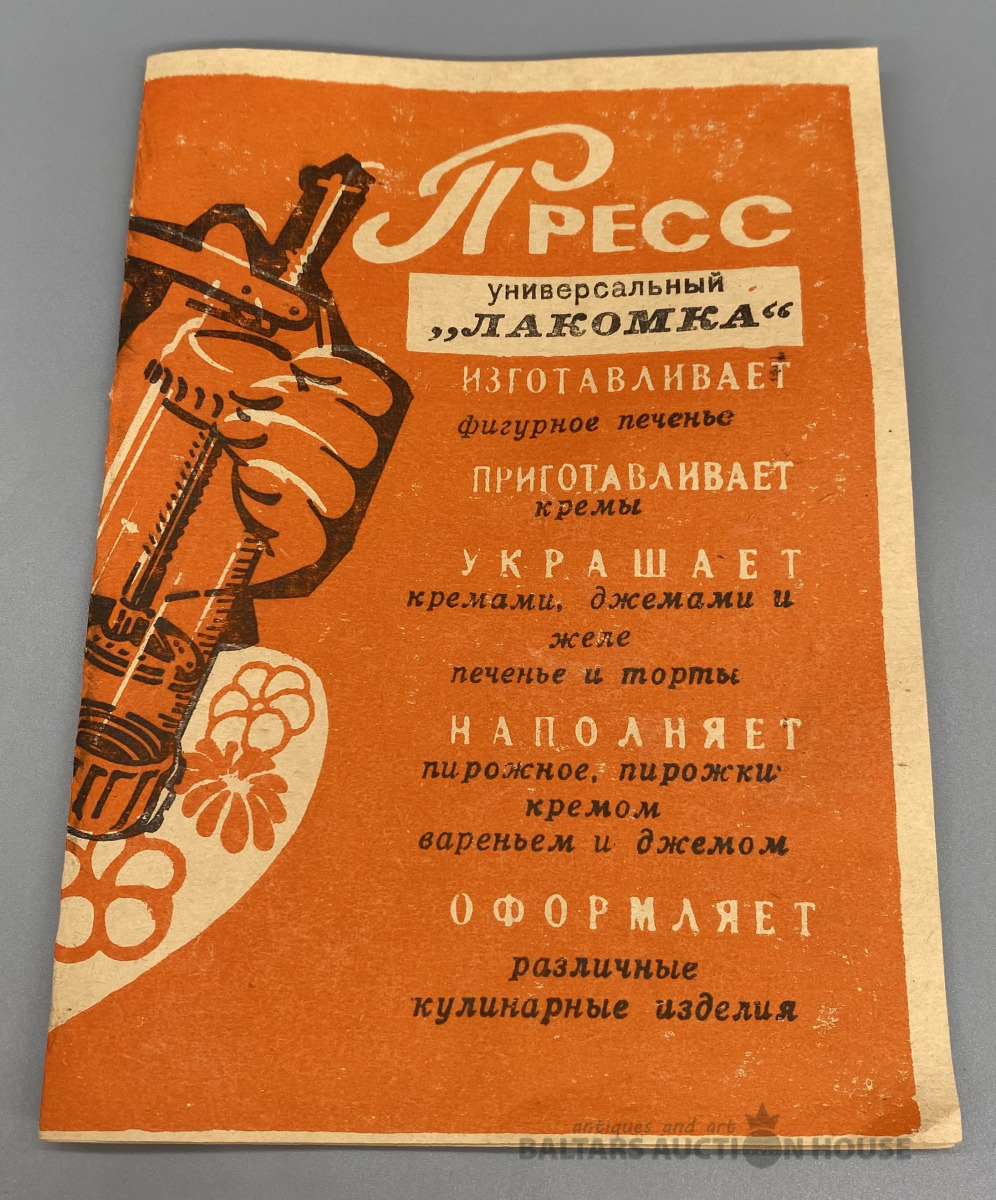 ПРЕСС
универсальный
„ЛАКОМКА“
ИЗГОТАВЛИВАЕТ
фигурное печенье
ПРИГОТАВЛИВАЕТ
кремы
УКРАШАЕТ
кремами, джемами и
желе
печенье и торты
НАПОЛНЯЕТ
пирожное, пирожки
кремом
вареньем и джемом
ОФОРМЛЯЕТ
различные
кулинарные изделия
antiques and art
BALTARS AUCTION HOUSE